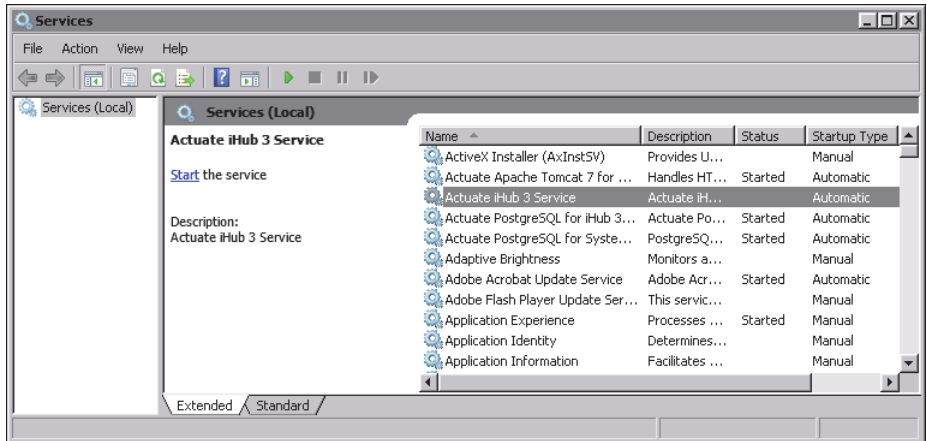 Services
File Action View Help
Services (Local)
Services (Local)
Actuate iHub 3 Service
Start the service
Description:
Actuate iHub 3 Service
Name Description Status Startup Type
ActiveX Installer (AxInstSV) Provides U... Manual
Actuate Apache Tomcat 7 for ... Handles HT... Started Automatic
Actuate iHub 3 Service Actuate iH... Automatic
Actuate PostgreSQL for iHub 3... Actuate Po... Started Automatic
Actuate PostgreSQL for Syste... PostgreSQ... Started Automatic
Adaptive Brightness Monitors a... Manual
Adobe Acrobat Update Service Adobe Acr... Started Automatic
Adobe Flash Player Update Ser... This servic... Manual
Application Experience Processes ... Started Manual
Application Identity Determines... Manual
Application Information Facilitates ... Manual
Extended Standard